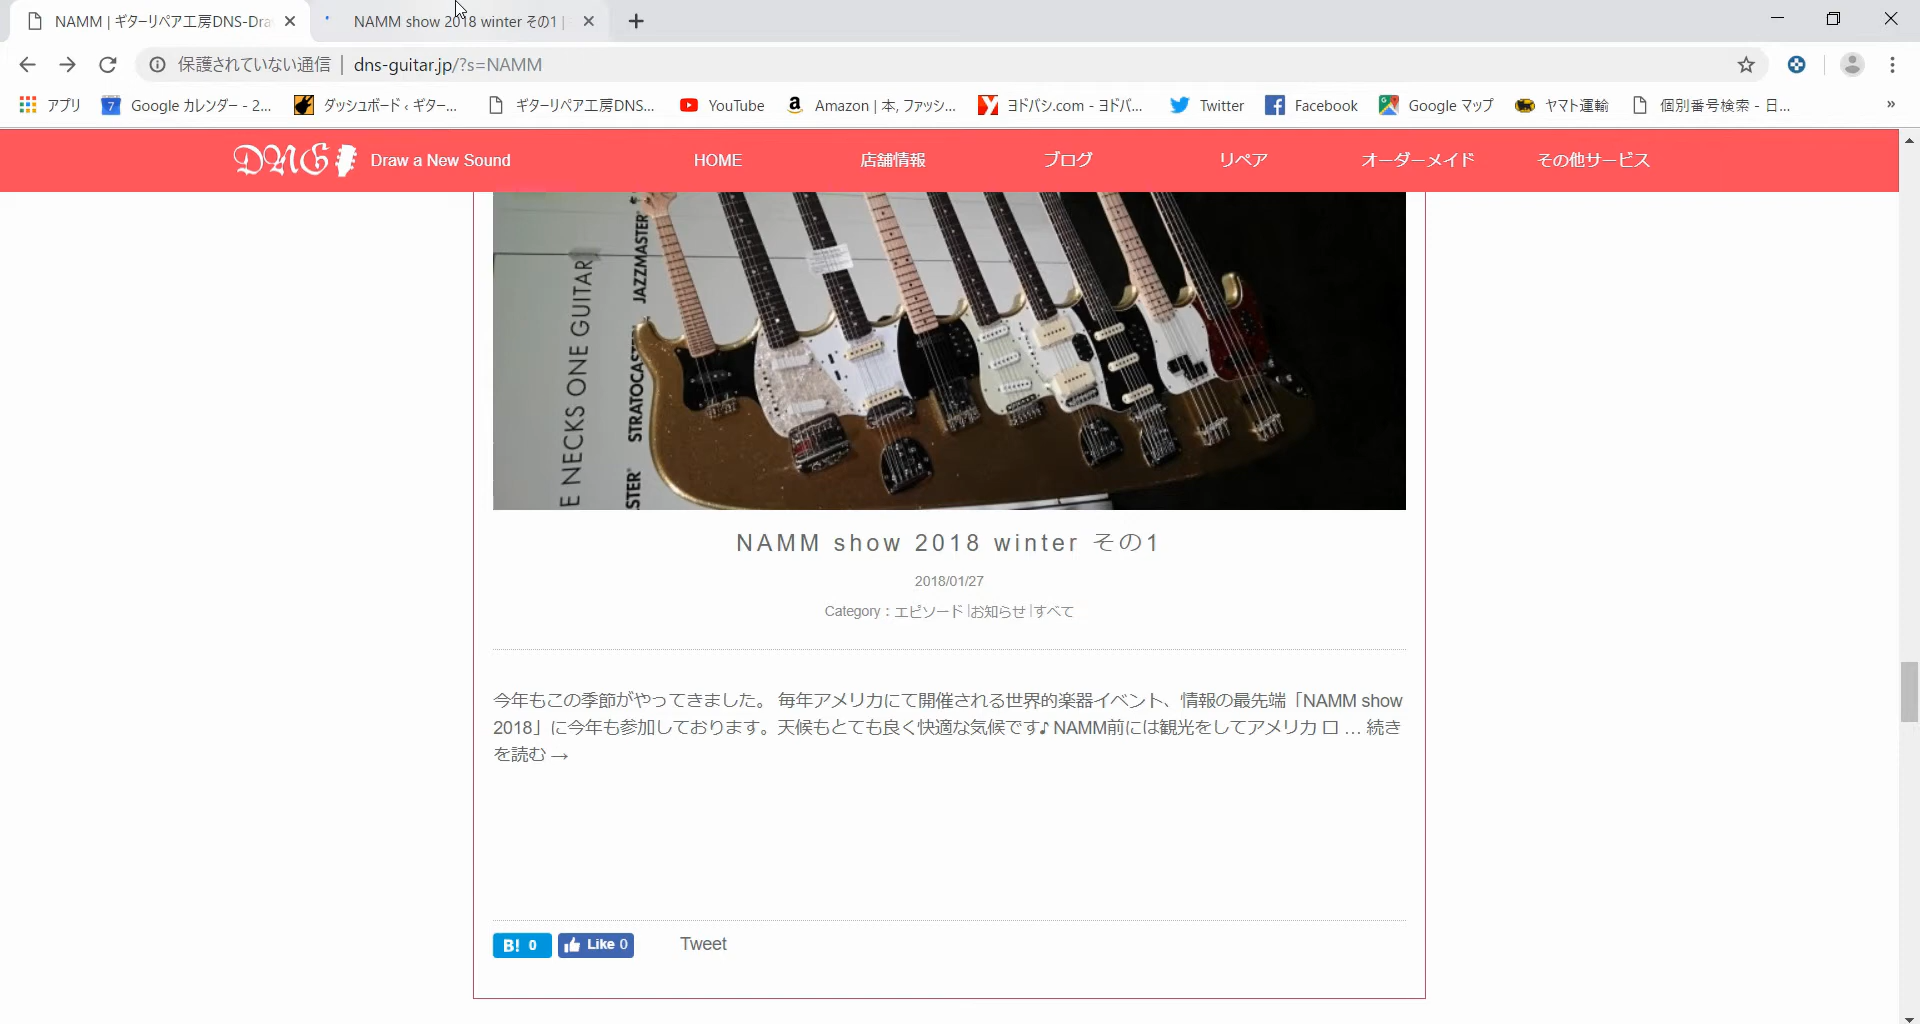 NAMM | ギターリペア工房DNS-Dra
NAMM show 2018 winter その1 |
保護されていない通信 | dns-guitar.jp/?s=NAMM
アプリ
Google カレンダー - 2...
ダッシュボード ‹ ギター...
ギターリペア工房DNS...
YouTube
Amazon | 本, ファッシ...
ヨドバシ.com - ヨドバ...
Twitter
Facebook
Google マップ
ヤマト運輸
個別番号検索 - 日...
»
DNG Draw a New Sound
HOME
店舗情報
ブログ
リペア
オーダーメイド
その他サービス
E NECKS ONE GUITAR
JAZZMASTER®
STRATOCASTER
STER®
NAMM show 2018 winter その1
2018/01/27
Category：エピソード |お知らせ |すべて
今年もこの季節がやってきました。 毎年アメリカにて開催される世界的楽器イベント、情報の最先端「NAMM show
2018」に今年も参加しております。天候もとても良く快適な気候です♪ NAMM前には観光をしてアメリカ ロ … 続き
を読む →
B! 0
Like 0
Tweet